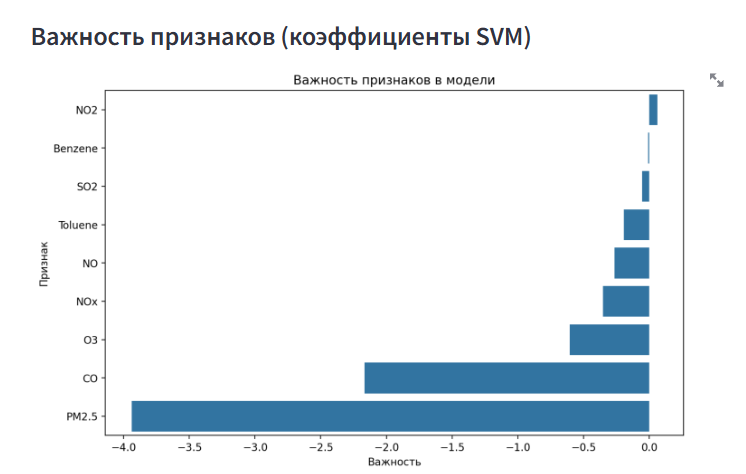 Важность признаков (коэффициенты SVM)
Важность признаков в модели
NO2
Benzene
SO2
Toluene
NO
NOx
O3
CO
PM2.5
Признак
−4.0 −3.5 −3.0 −2.5 −2.0 −1.5 −1.0 −0.5 0.0
Важность